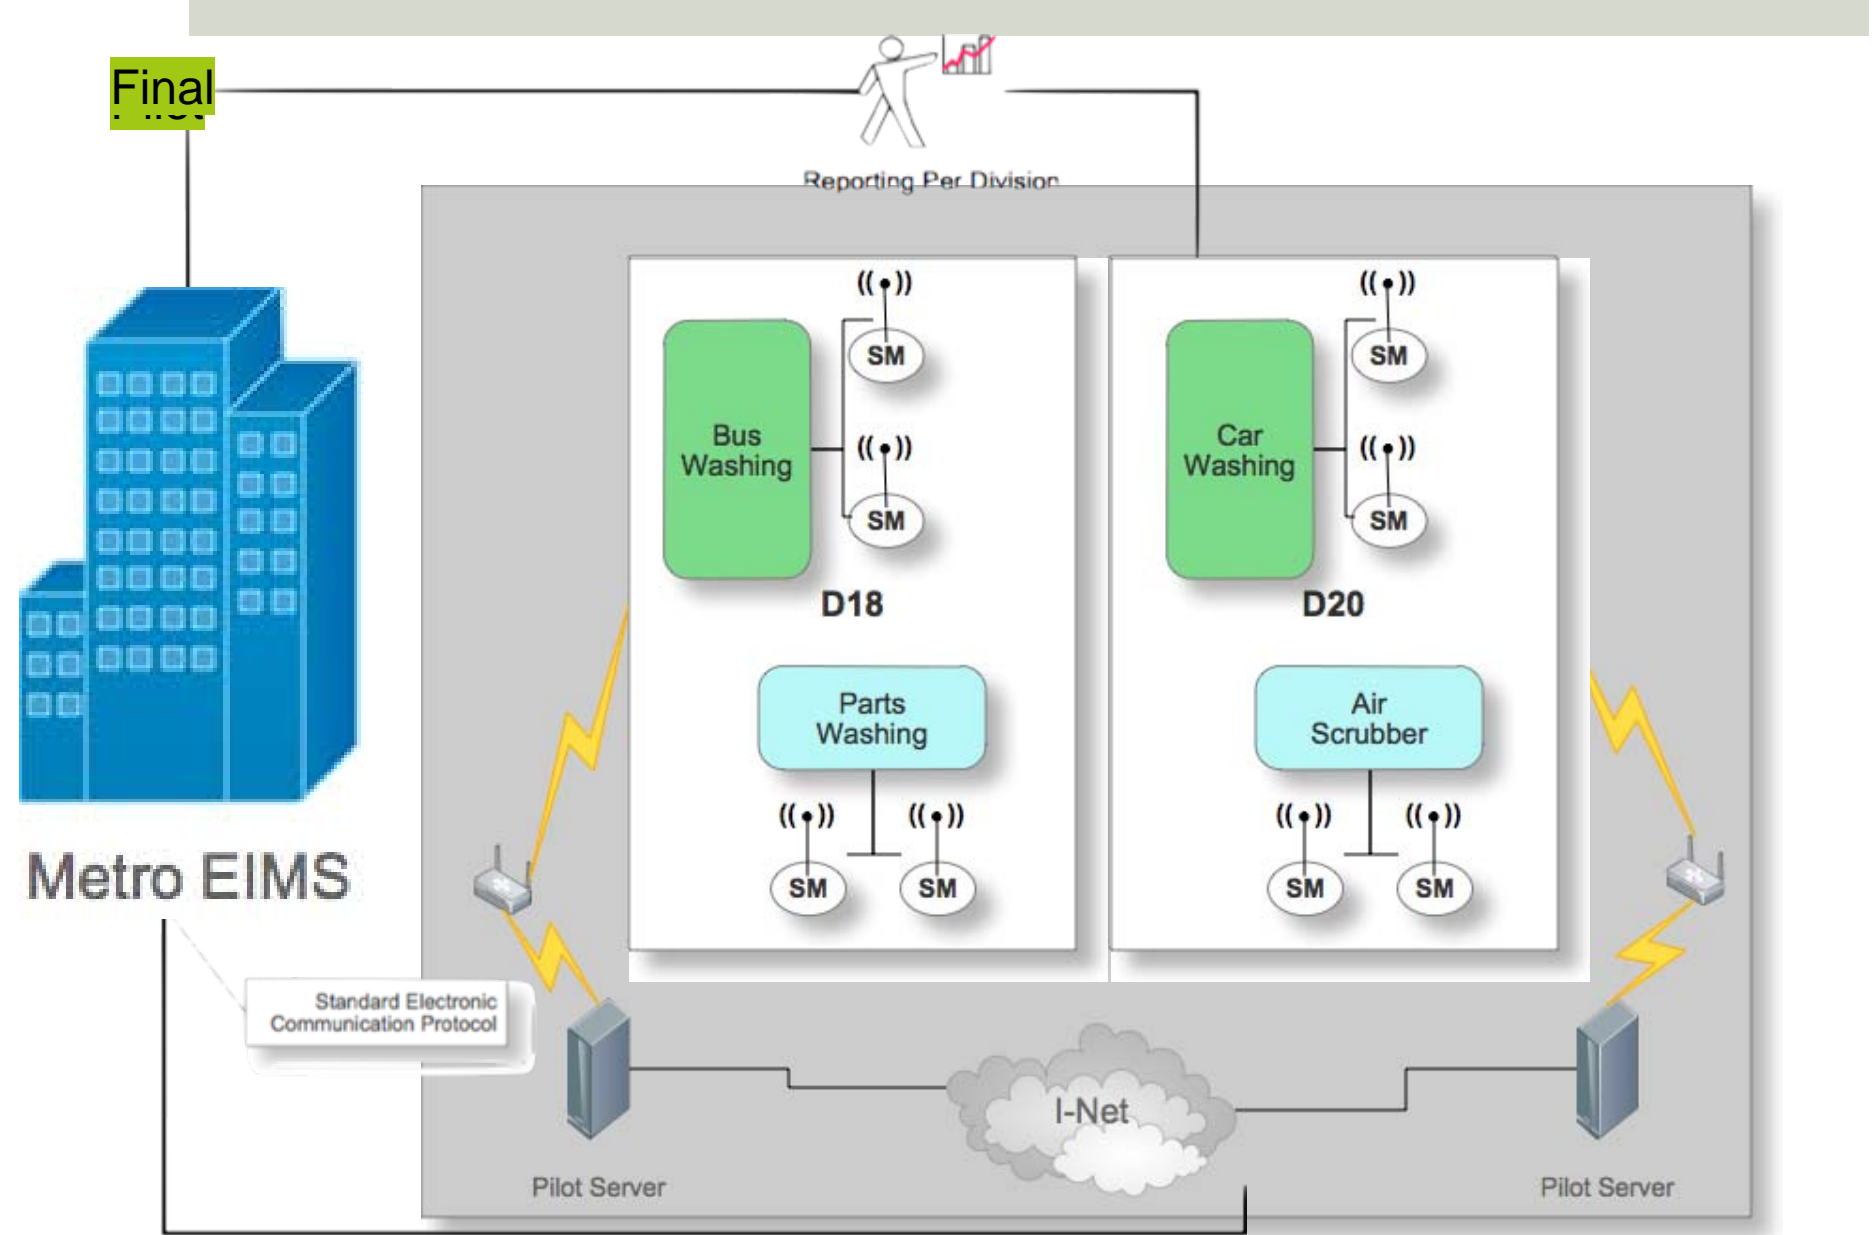 Final
Pilot
Reporting Per Division
SM
SM
Bus
Washing
SM
SM
Car
Washing
D18
D20
Parts
Washing
Air
Scrubber
SM
SM
SM
SM
Metro EIMS
Standard Electronic
Communication Protocol
I-Net
Pilot Server
Pilot Server